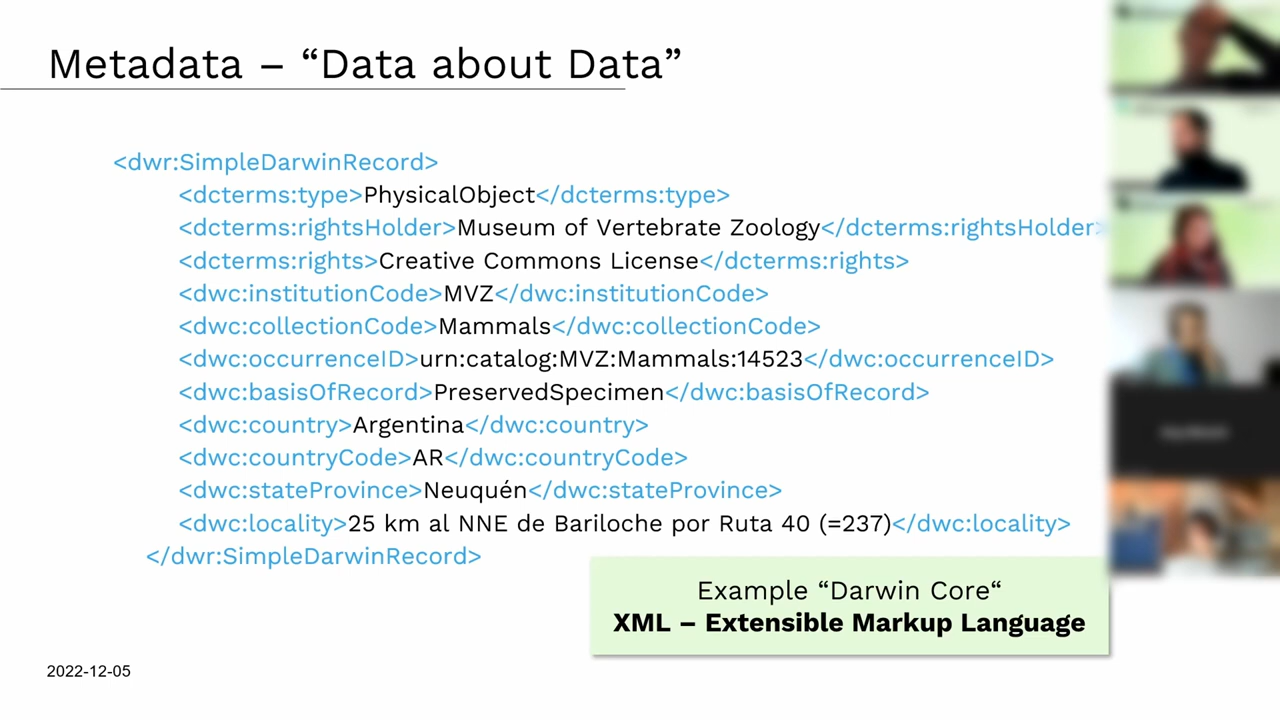 Metadata – “Data about Data”
<dwr:SimpleDarwinRecord>
<dcterms:type>PhysicalObject</dcterms:type>
<dcterms:rightsHolder>Museum of Vertebrate Zoology</dcterms:rightsHolder>
<dcterms:rights>Creative Commons License</dcterms:rights>
<dwc:institutionCode>MVZ</dwc:institutionCode>
<dwc:collectionCode>Mammals</dwc:collectionCode>
<dwc:occurrenceID>urn:catalog:MVZ:Mammals:14523</dwc:occurrenceID>
<dwc:basisOfRecord>PreservedSpecimen</dwc:basisOfRecord>
<dwc:country>Argentina</dwc:country>
<dwc:countryCode>AR</dwc:countryCode>
<dwc:stateProvince>Neuquén</dwc:stateProvince>
<dwc:locality>25 km al NNE de Bariloche por Ruta 40 (=237)</dwc:locality>
</dwr:SimpleDarwinRecord>
Example “Darwin Core“
XML – Extensible Markup Language
2022-12-05